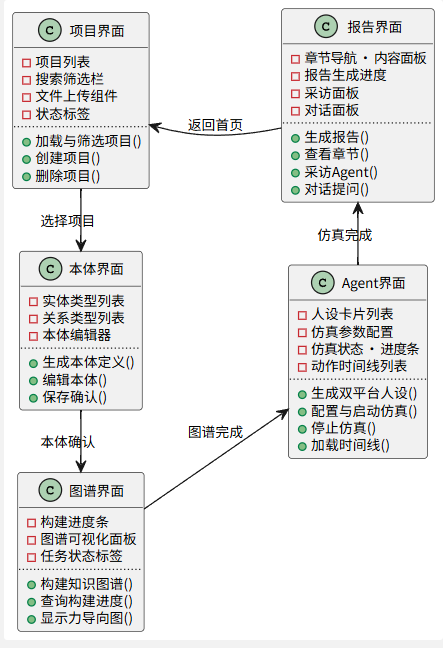 C 项目界面
项目列表
搜索筛选栏
文件上传组件
状态标签
加载与筛选项目()
创建项目()
删除项目()
选择项目
C 本体界面
实体类型列表
关系类型列表
本体编辑器
生成本体定义()
编辑本体()
保存确认()
本体确认
C 图谱界面
构建进度条
图谱可视化面板
任务状态标签
构建知识图谱()
查询构建进度()
显示力导向图()
图谱完成
C Agent界面
人设卡片列表
仿真参数配置
仿真状态・进度条
动作时间线列表
生成双平台人设()
配置与启动仿真()
停止仿真()
加载时间线()
仿真完成
C 报告界面
章节导航・内容面板
报告生成进度
采访面板
对话面板
生成报告()
查看章节()
采访Agent()
对话提问()
返回首页